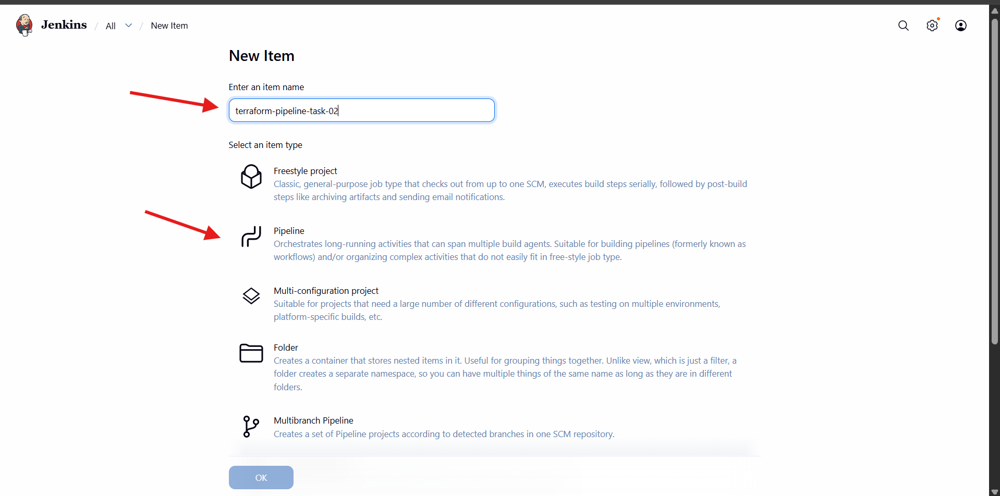 Jenkins / All / New Item
New Item
Enter an item name
terraform-pipeline-task-02
Select an item type
Freestyle project
Classic, general-purpose job type that checks out from up to one SCM, executes build steps serially, followed by post-build
steps like archiving artifacts and sending email notifications.
Pipeline
Orchestrates long-running activities that can span multiple build agents. Suitable for building pipelines (formerly known as
workflows) and/or organizing complex activities that do not easily fit in free-style job type.
Multi-configuration project
Suitable for projects that need a large number of different configurations, such as testing on multiple environments,
platform-specific builds, etc.
Folder
Creates a container that stores nested items in it. Useful for grouping things together. Unlike view, which is just a filter, a
folder creates a separate namespace, so you can have multiple things of the same name as long as they are in different
folders.
Multibranch Pipeline
Creates a set of Pipeline projects according to detected branches in one SCM repository.
OK